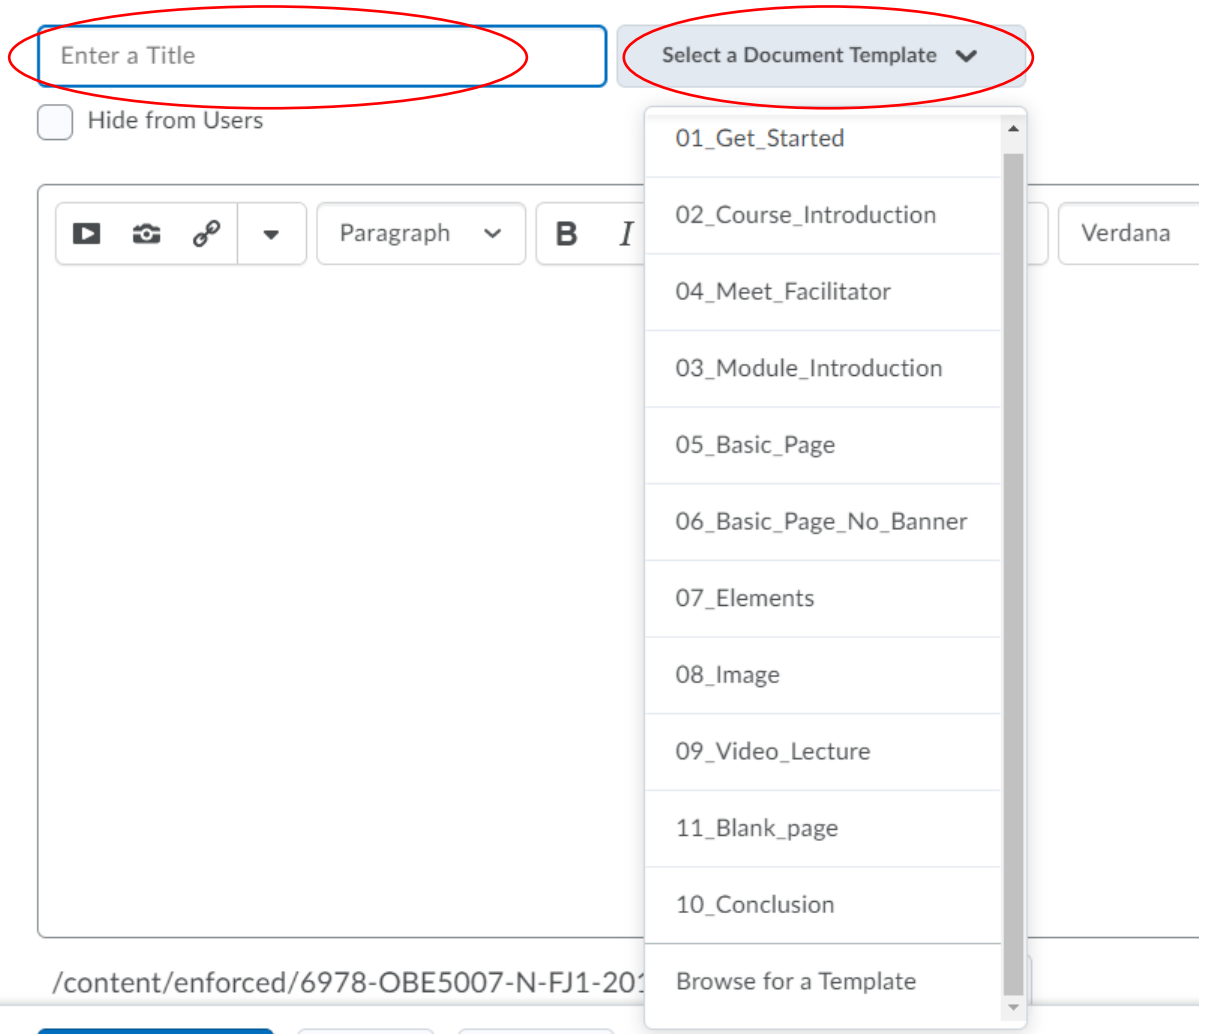 Enter a Title
Select a Document Template
Hide from Users
Paragraph
B I
Verdana
01_Get_Started
02_Course_Introduction
04_Meet_Facilitator
03_Module_Introduction
05_Basic_Page
06_Basic_Page_No_Banner
07_Elements
08_Image
09_Video_Lecture
11_Blank_page
10_Conclusion
Browse for a Template
/content/enforced/6978-OBE5007-N-FJ1-201